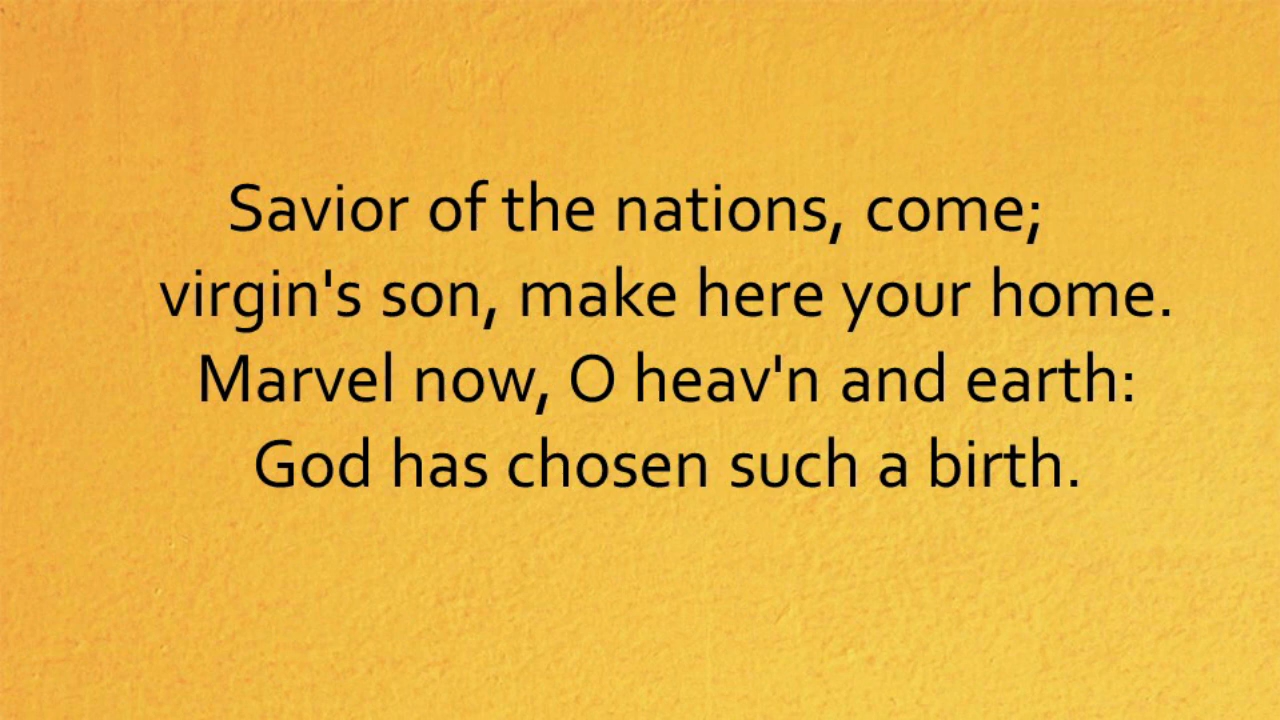 Savior of the nations, come;
virgin's son, make here your home.
Marvel now, O heav'n and earth:
God has chosen such a birth.